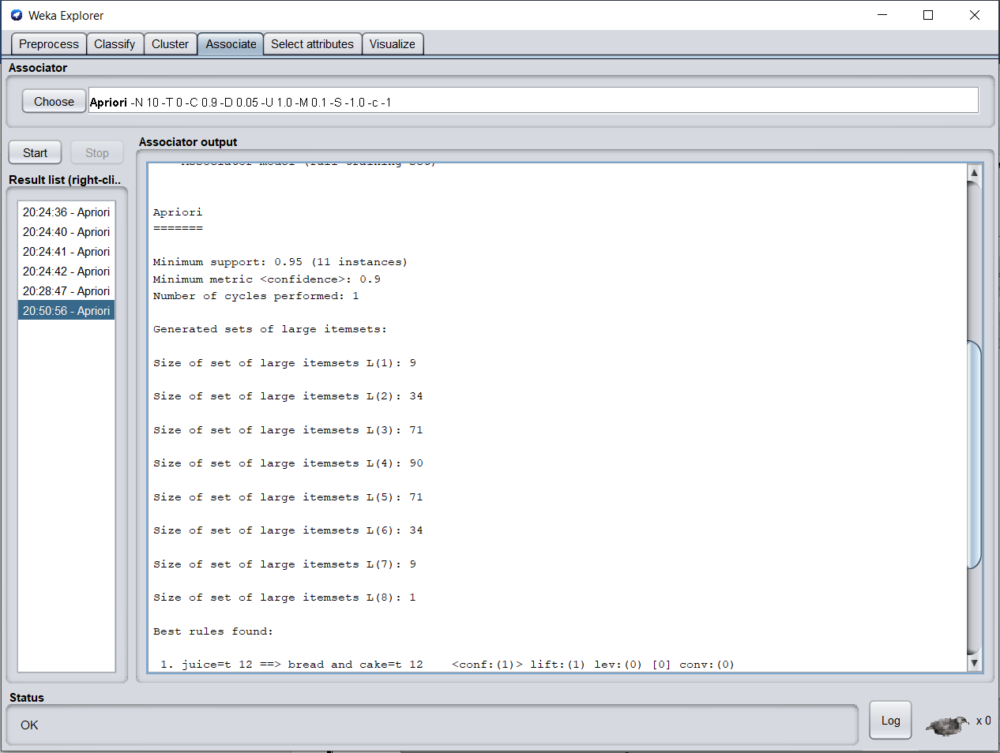 Weka Explorer
Preprocess Classify Cluster Associate Select attributes Visualize
Associator
Choose Apriori -N 10 -T 0 -C 0.9 -D 0.05 -U 1.0 -M 0.1 -S -1.0 -c -1
Start Stop
Result list (right-cli..
20:24:36 - Apriori
20:24:40 - Apriori
20:24:41 - Apriori
20:24:42 - Apriori
20:28:47 - Apriori
20:50:56 - Apriori
Associator output
Associator model (full training set)
Apriori
=======
Minimum support: 0.95 (11 instances)
Minimum metric <confidence>: 0.9
Number of cycles performed: 1
Generated sets of large itemsets:
Size of set of large itemsets L(1): 9
Size of set of large itemsets L(2): 34
Size of set of large itemsets L(3): 71
Size of set of large itemsets L(4): 90
Size of set of large itemsets L(5): 71
Size of set of large itemsets L(6): 34
Size of set of large itemsets L(7): 9
Size of set of large itemsets L(8): 1
Best rules found:
1. juice=t 12 ==> bread and cake=t 12 <conf:(1)> lift:(1) lev:(0) [0] conv:(0)
Status
OK
Log
x 0